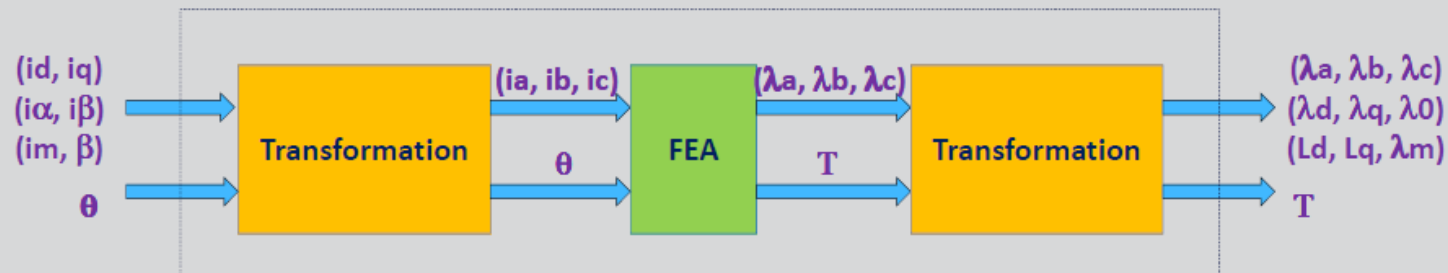 (id, iq)
(iα, iβ)
(im, β)
θ
Transformation
(ia, ib, ic)
θ
FEA
(λa, λb, λc)
T
Transformation
(λa, λb, λc)
(λd, λq, λ0)
(Ld, Lq, λm)
T